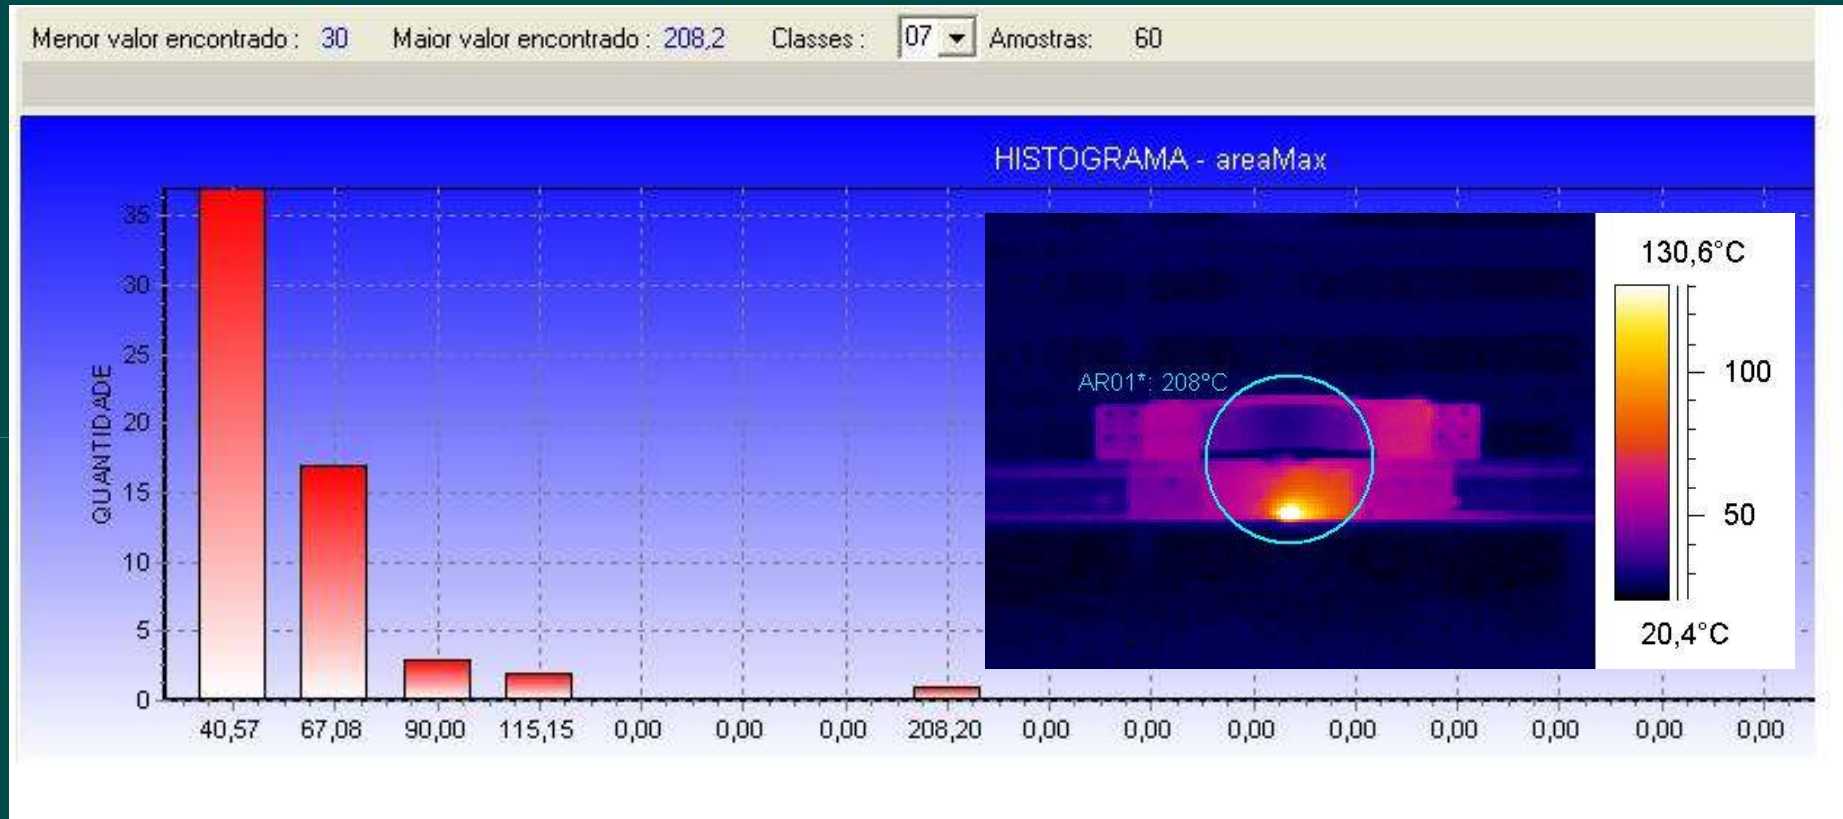 Menor valor encontrado : 30 Maior valor encontrado : 208,2 Classes : 07 Amostras: 60
HISTOGRAMA - areaMax
QUANTIDADE
35
30
25
20
15
10
5
0
40,57 67,08 90,00 115,15 0,00 0,00 0,00 208,20 0,00 0,00 0,00 0,00 0,00 0,00 0,00 0,00
AR01*: 208°C
130,6°C
100
50
20,4°C